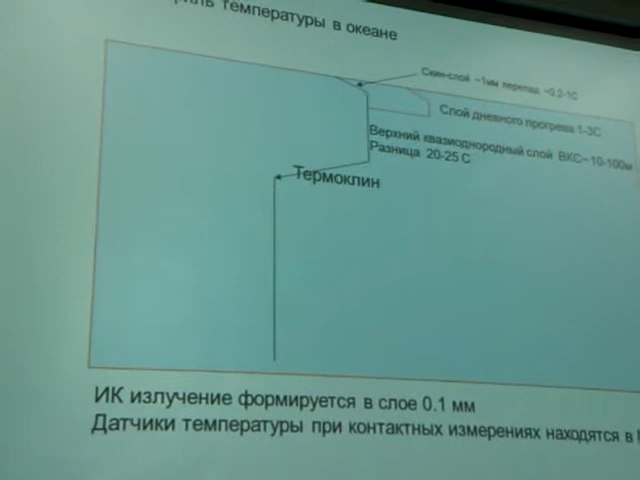 температуры в океане
Скин-слой ~1мм перепад ~0.2-1С
Слой дневного прогрева 1-3С
Верхний квазиоднородный слой ВКС~ 10-100м
Разница 20-25 С
Термоклин
ИК излучение формируется в слое 0.1 мм
Датчики температуры при контактных измерениях находятся в